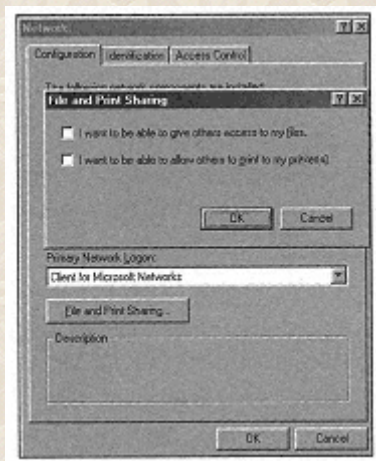 Network
Configuration Identification Access Control
The following network components are installed:
File and Print Sharing
I want to be able to give others access to my files.
I want to be able to allow others to print to my printer(s).
OK Cancel
Primary Network Logon:
Client for Microsoft Networks
File and Print Sharing...
Description
OK Cancel